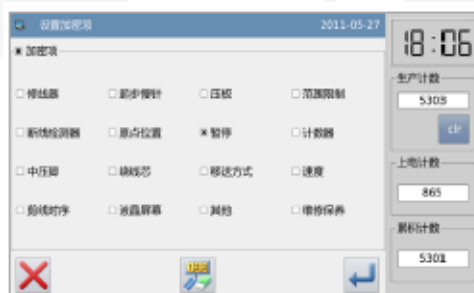 设置加密项 2011-05-27
18:06
加密项
修线器 起步慢针 压板 范围限制
断线检测器 原点位置 暂停 计数器
中压脚 绕线芯 移送方式 速度
剪线时序 液晶屏幕 其他 维修保养
生产计数
5303
clr
上电计数
865
累积计数
5301